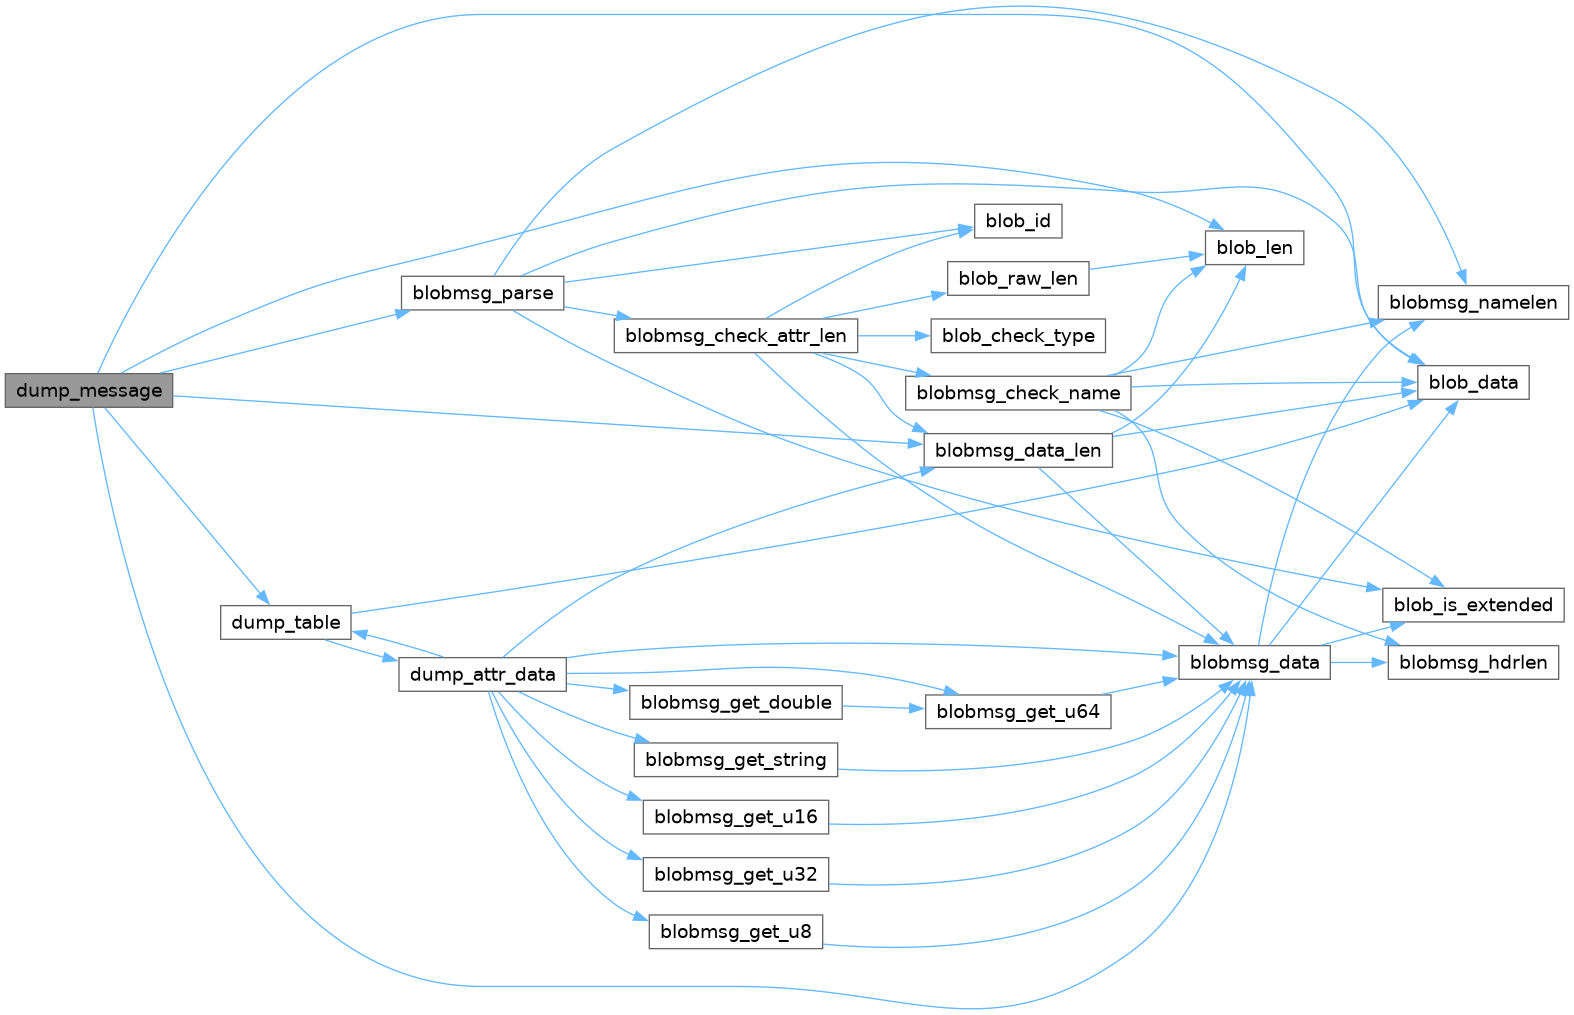 dump_message
blobmsg_parse
blobmsg_check_attr_len
blob_id
blob_raw_len
blob_check_type
blobmsg_check_name
blobmsg_data_len
blob_len
blobmsg_namelen
blob_data
blob_is_extended
blobmsg_hdrlen
blobmsg_data
dump_table
dump_attr_data
blobmsg_get_double
blobmsg_get_u64
blobmsg_get_string
blobmsg_get_u16
blobmsg_get_u32
blobmsg_get_u8